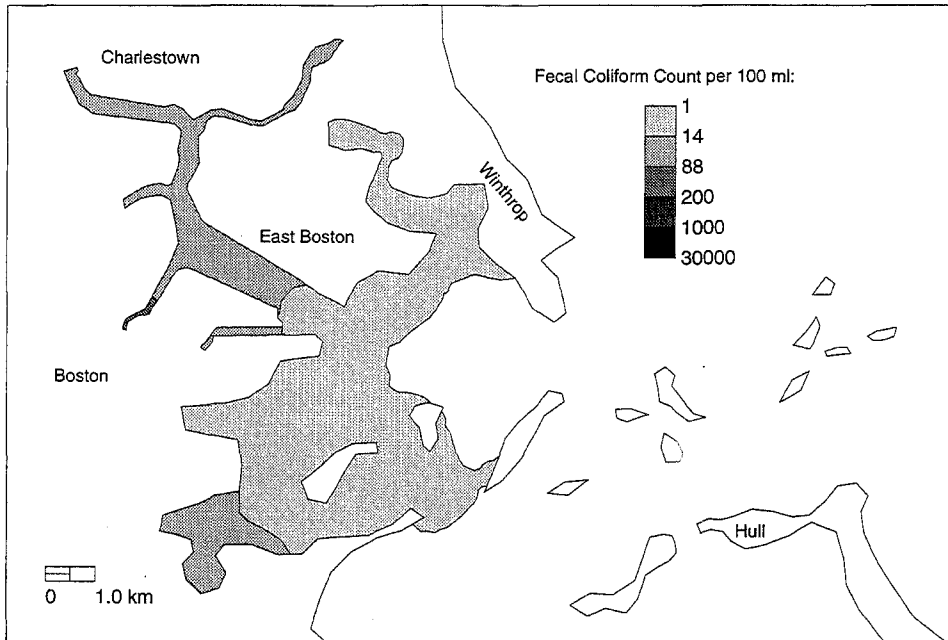 Charlestown
Fecal Coliform Count per 100 ml:
1
14
88
200
1000
30000
Winthrop
East Boston
Boston
Hull
0 1.0 km